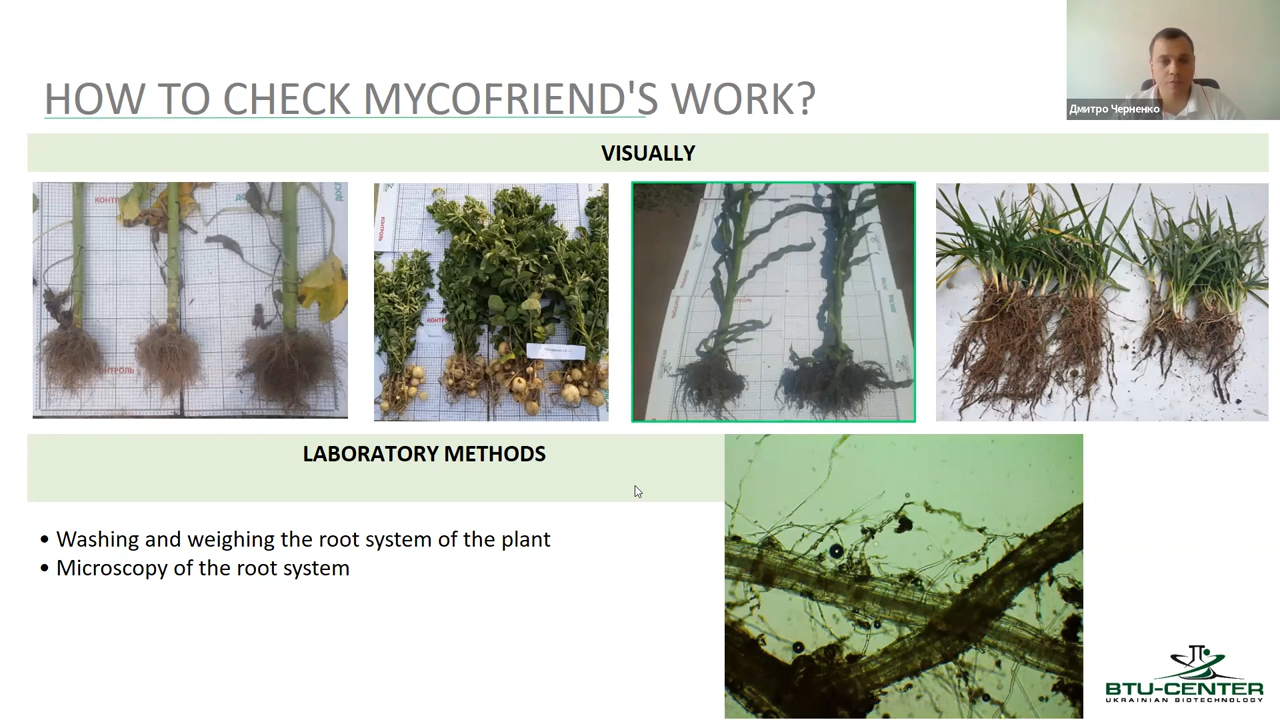 HOW TO CHECK MYCOFRIEND'S WORK?
Дмитро Черненко
VISUALLY
КОНТРОЛЬ
LABORATORY METHODS
• Washing and weighing the root system of the plant
• Microscopy of the root system
BTU-CENTER
UKRAINIAN BIOTECHNOLOGY